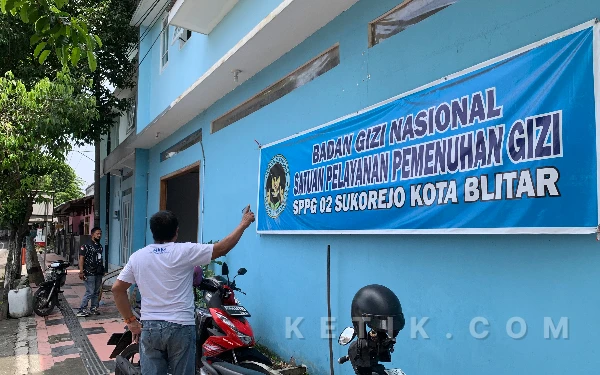 BADAN GIZI NASIONAL
SATUAN PELAYANAN PEMENUHAN GIZI
SPPG 02 SUKOREJO KOTA BLITAR
KETIK.COM